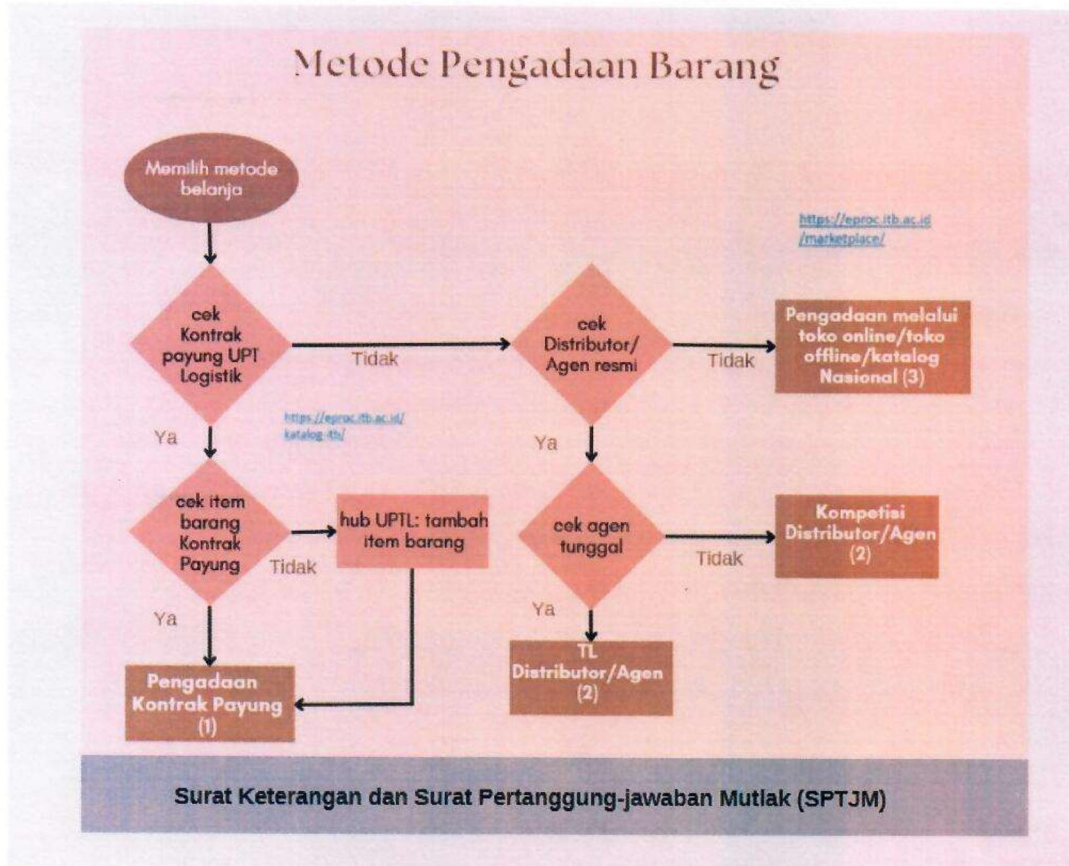 Metode Pengadaan Barang
Memilih metode
belanja
https://eproc.itb.ac.id
/marketplace/
cek
Kontrak
payung UPT
Logistik
Tidak
cek
Distributor/
Agen resmi
Tidak
Pengadaan melalui
toko online/toko
offline/katalog
Nasional (3)
Ya
https://eproc.itb.ac.id/
katalog-itb/
Ya
cek item
barang
Kontrak
Payung
Tidak
hub UPTL: tambah
item barang
cek agen
tunggal
Tidak
Kompetisi
Distributor/Agen
(2)
Ya
Ya
Pengadaan
Kontrak Payung
(1)
TL
Distributor/Agen
(2)
Surat Keterangan dan Surat Pertanggung-jawaban Mutlak (SPTJM)